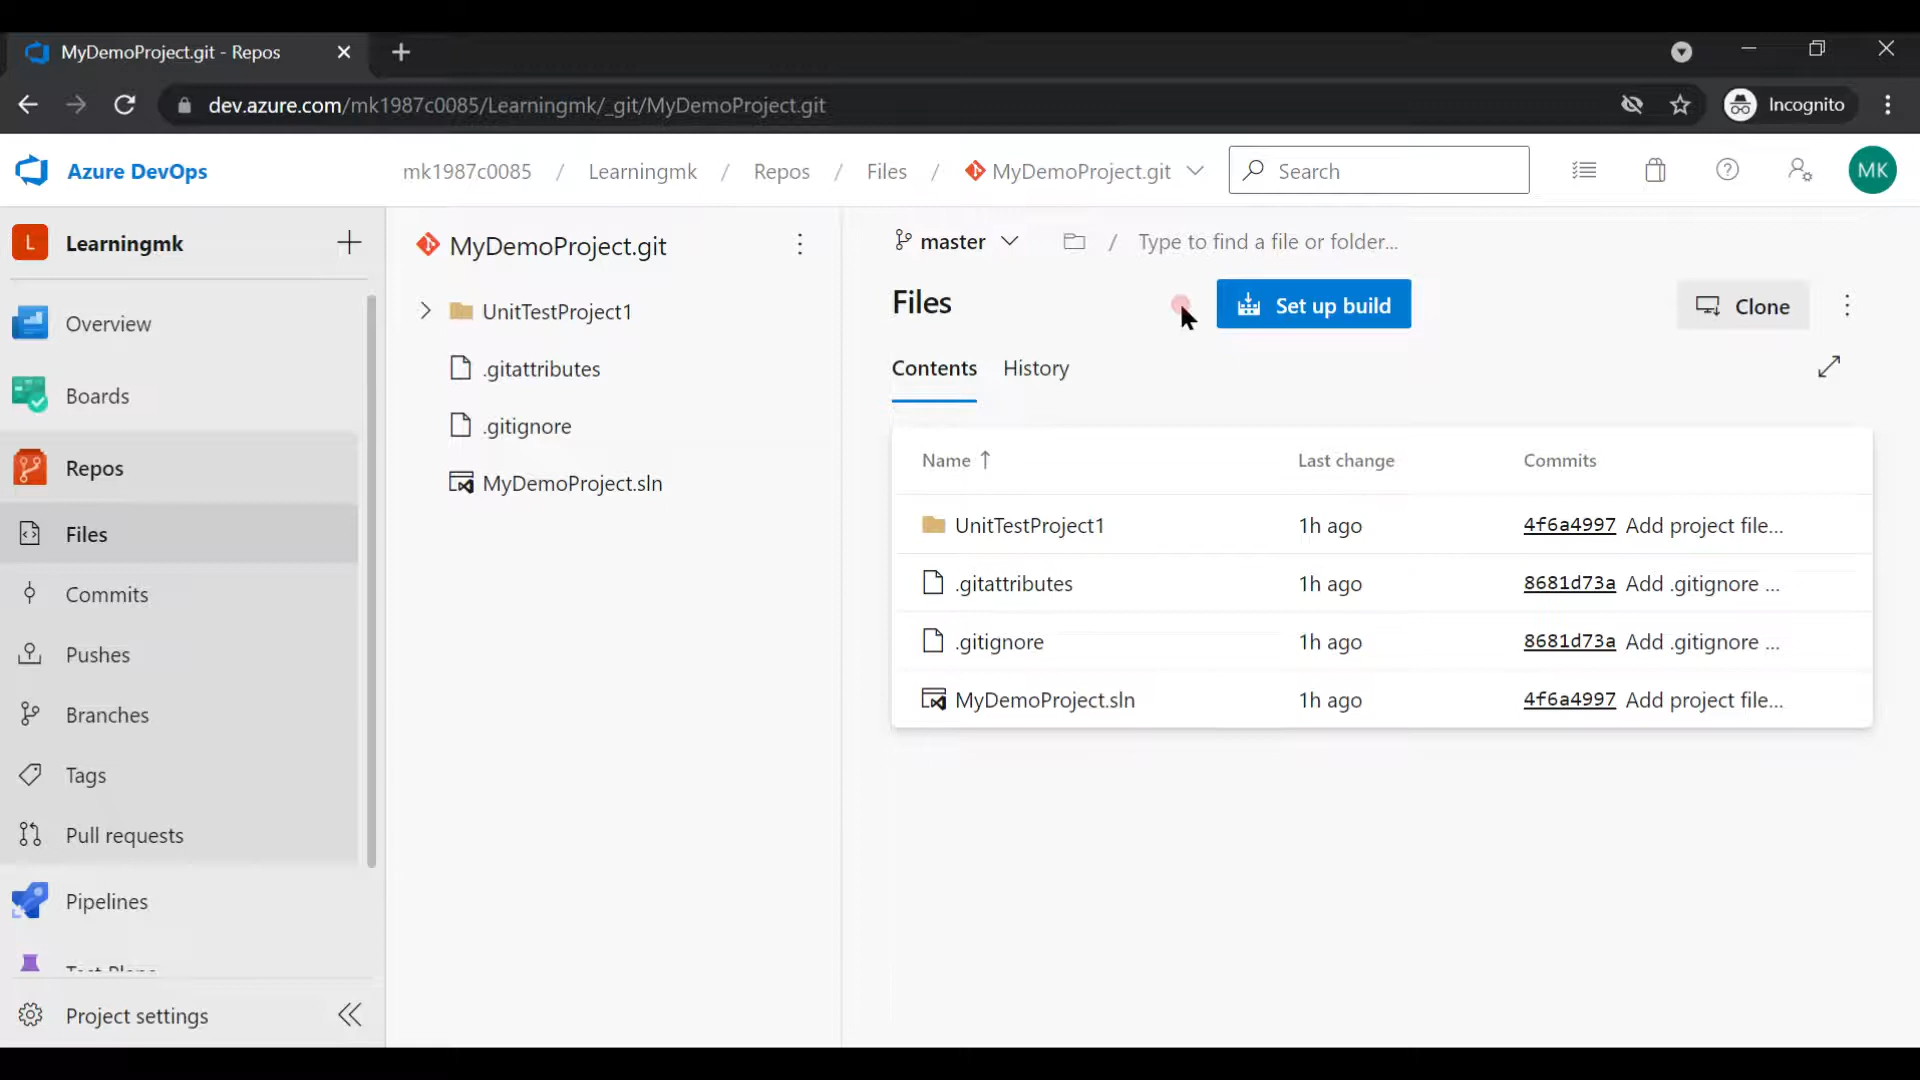 MyDemoProject.git - Repos
dev.azure.com/mk1987c0085/Learningmk/_git/MyDemoProject.git
Incognito
Azure DevOps
mk1987c0085 / Learningmk / Repos / Files / MyDemoProject.git
Search
MK
L Learningmk
Overview
Boards
Repos
Files
Commits
Pushes
Branches
Tags
Pull requests
Pipelines
Test Plans
Project settings
MyDemoProject.git
UnitTestProject1
.gitattributes
.gitignore
MyDemoProject.sln
master / Type to find a file or folder...
Files
Set up build
Clone
Contents History
Name Last change Commits
UnitTestProject1 1h ago 4f6a4997 Add project file...
.gitattributes 1h ago 8681d73a Add .gitignore ...
.gitignore 1h ago 8681d73a Add .gitignore ...
MyDemoProject.sln 1h ago 4f6a4997 Add project file...